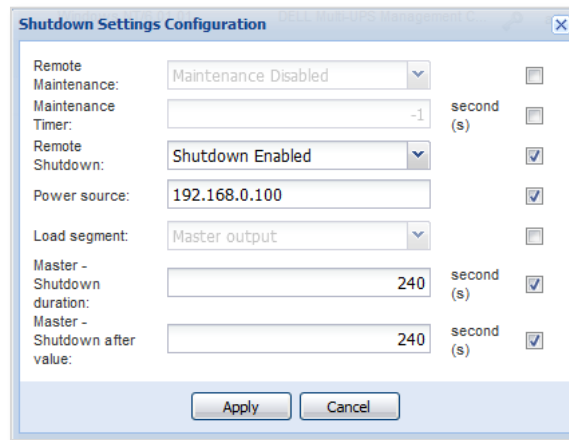 Shutdown Settings Configuration
Remote
Maintenance:
Maintenance Disabled
Maintenance
Timer:
-1
second
(s)
Remote
Shutdown:
Shutdown Enabled
Power source:
192.168.0.100
Load segment:
Master output
Master -
Shutdown
duration:
240
second
(s)
Master -
Shutdown after
value:
240
second
(s)
Apply
Cancel